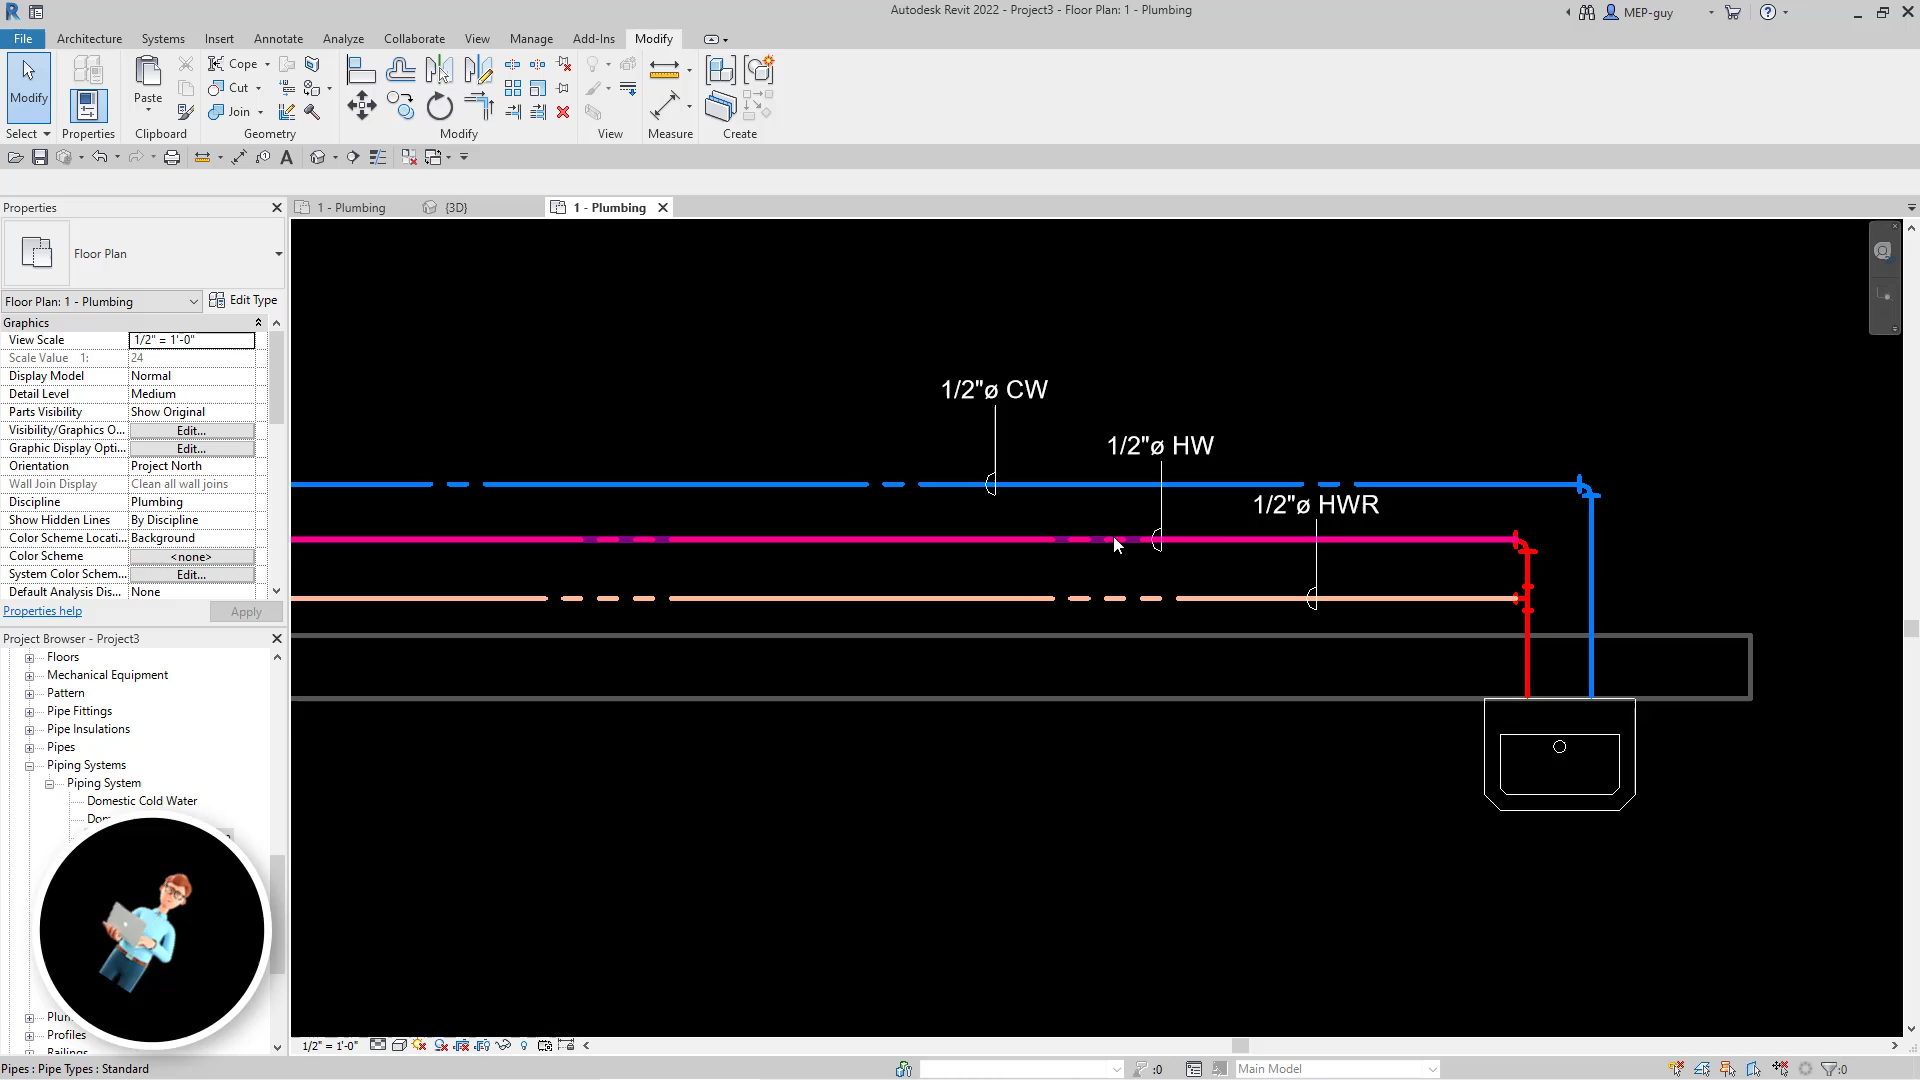 Autodesk Revit 2022 - Project3 - Floor Plan: 1 - Plumbing
MEP-guy
File Architecture Systems Insert Annotate Analyze Collaborate View Manage Add-Ins Modify
Modify
Paste
Cope
Cut
Join
Select Properties Clipboard Geometry Modify View Measure Create
Properties
1 - Plumbing {3D} 1 - Plumbing
Floor Plan
Floor Plan: 1 - Plumbing Edit Type
Graphics
View Scale 1/2" = 1'-0"
Scale Value 1: 24
Display Model Normal
Detail Level Medium
Parts Visibility Show Original
Visibility/Graphics O... Edit...
Graphic Display Opti... Edit...
Orientation Project North
Wall Join Display Clean all wall joins
Discipline Plumbing
Show Hidden Lines By Discipline
Color Scheme Locati... Background
Color Scheme <none>
System Color Schem... Edit...
Default Analysis Dis... None
Properties help Apply
Project Browser - Project3
Floors
Mechanical Equipment
Pattern
Pipe Fittings
Pipe Insulations
Pipes
Piping Systems
Piping System
Domestic Cold Water
Profiles
1/2"ø CW
1/2"ø HW
1/2"ø HWR
1/2" = 1'-0"
Pipes : Pipe Types : Standard
:0
Main Model
:0